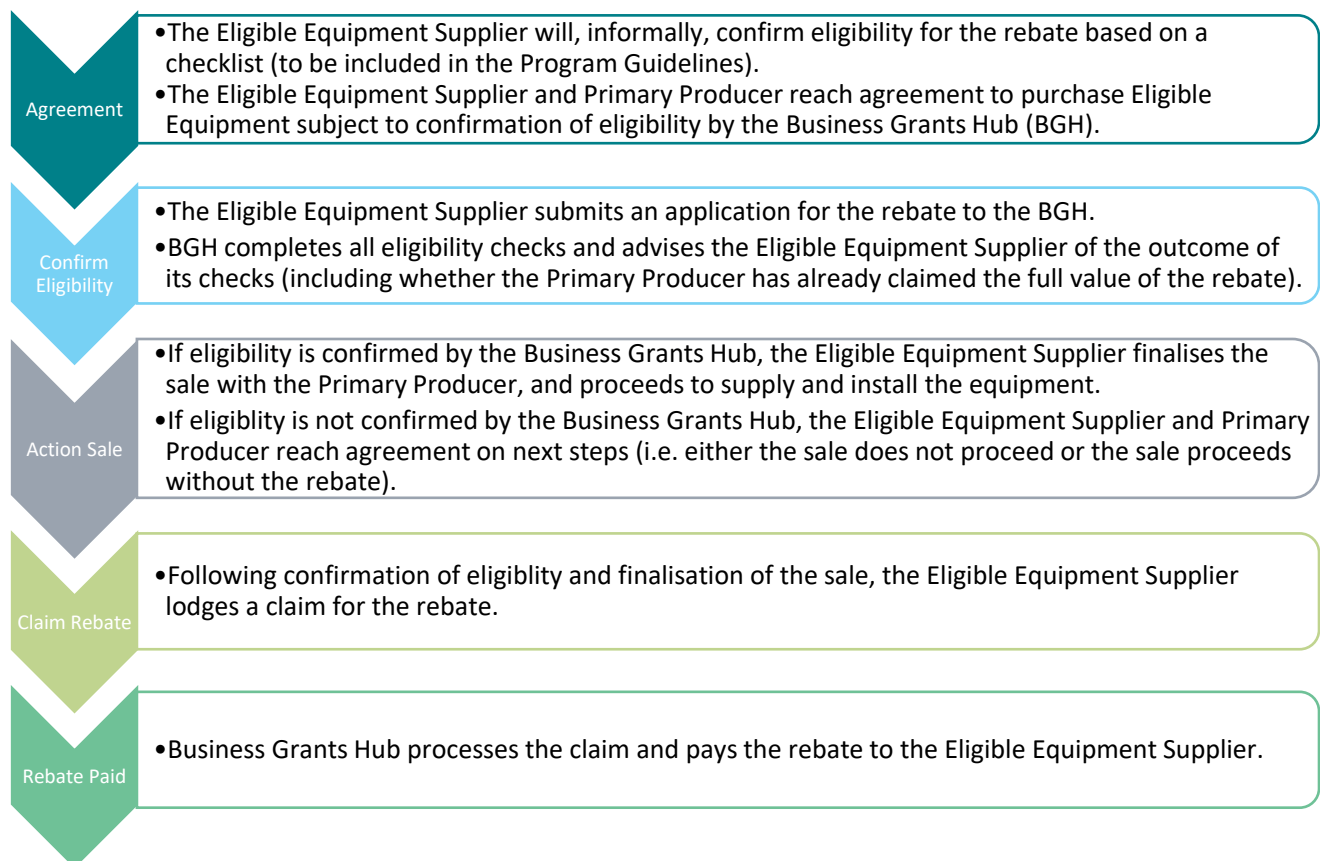 Agreement
•The Eligible Equipment Supplier will, informally, confirm eligibility for the rebate based on a
checklist (to be included in the Program Guidelines).
•The Eligible Equipment Supplier and Primary Producer reach agreement to purchase Eligible
Equipment subject to confirmation of eligibility by the Business Grants Hub (BGH).
Confirm
Eligibility
•The Eligible Equipment Supplier submits an application for the rebate to the BGH.
•BGH completes all eligibility checks and advises the Eligible Equipment Supplier of the outcome of
its checks (including whether the Primary Producer has already claimed the full value of the rebate).
Action Sale
•If eligibility is confirmed by the Business Grants Hub, the Eligible Equipment Supplier finalises the
sale with the Primary Producer, and proceeds to supply and install the equipment.
•If eligiblity is not confirmed by the Business Grants Hub, the Eligible Equipment Supplier and Primary
Producer reach agreement on next steps (i.e. either the sale does not proceed or the sale proceeds
without the rebate).
Claim Rebate
•Following confirmation of eligiblity and finalisation of the sale, the Eligible Equipment Supplier
lodges a claim for the rebate.
Rebate Paid
•Business Grants Hub processes the claim and pays the rebate to the Eligible Equipment Supplier.